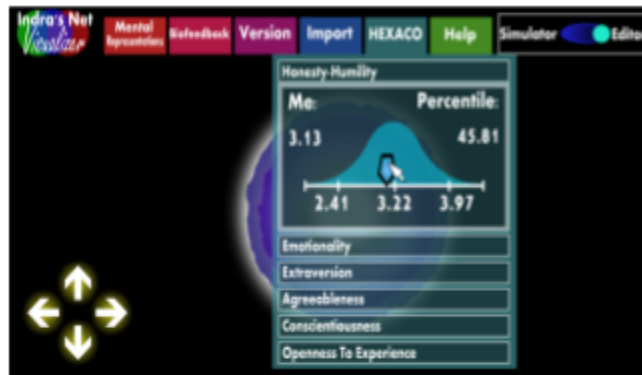 Indra's Net
Visualizer
Mental
Representations
Biofeedback
Version
Import
HEXACO
Help
Simulator
Editor
Honesty Humility
Me:
Percentile:
3.13
45.81
2.41 3.22 3.97
Emotionality
Extraversion
Agreeableness
Conscientiousness
Openness To Experience